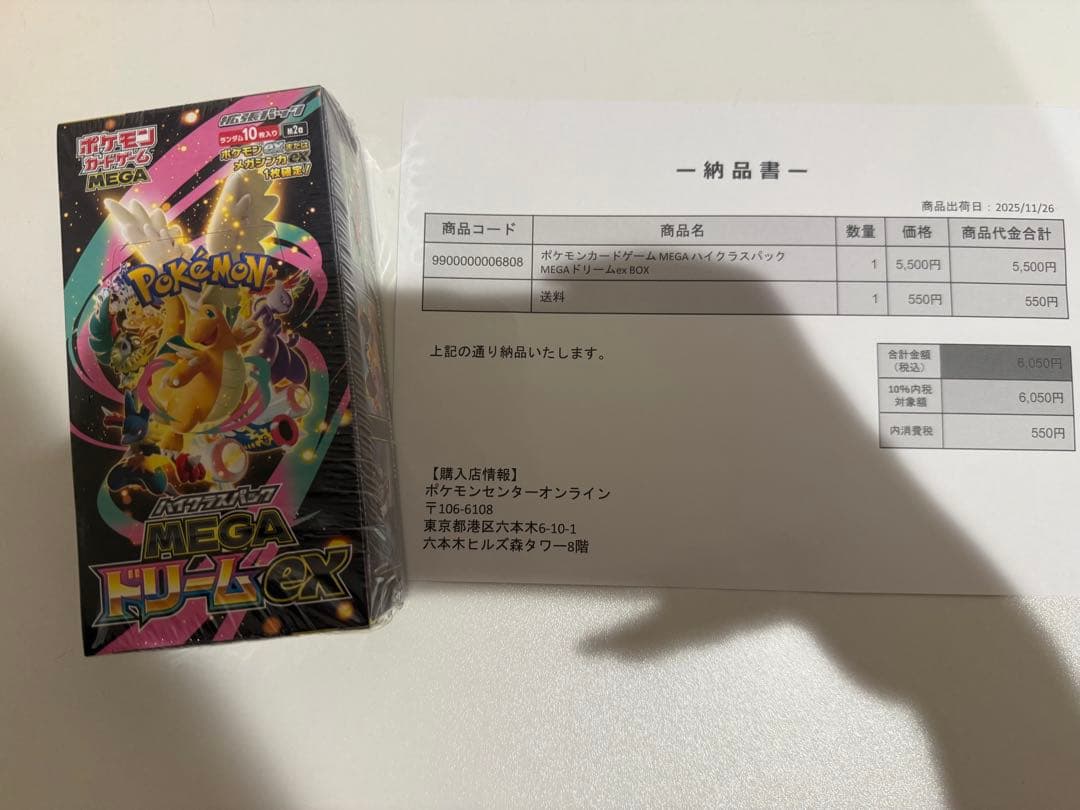 拡張パック
ポケモン
カードゲーム
MEGA
ランダム10枚入り
ポケモンexまたは
メガシンカex
1枚確定!
POKÉMON
ハイクラスパック
MEGA
ドリームex
ー納品書ー
商品出荷日：2025/11/26
商品コード 商品名 数量 価格 商品代金合計
9900000006808 ポケモンカードゲーム MEGA ハイクラスパック
MEGAドリームex BOX 1 5,500円 5,500円
送料 1 550円 550円
上記の通り納品いたします。
合計金額
（税込） 6,050円
10%内税
対象額 6,050円
内消費税 550円
【購入店情報】
ポケモンセンターオンライン
〒106-6108
東京都港区六本木6-10-1
六本木ヒルズ森タワー8階